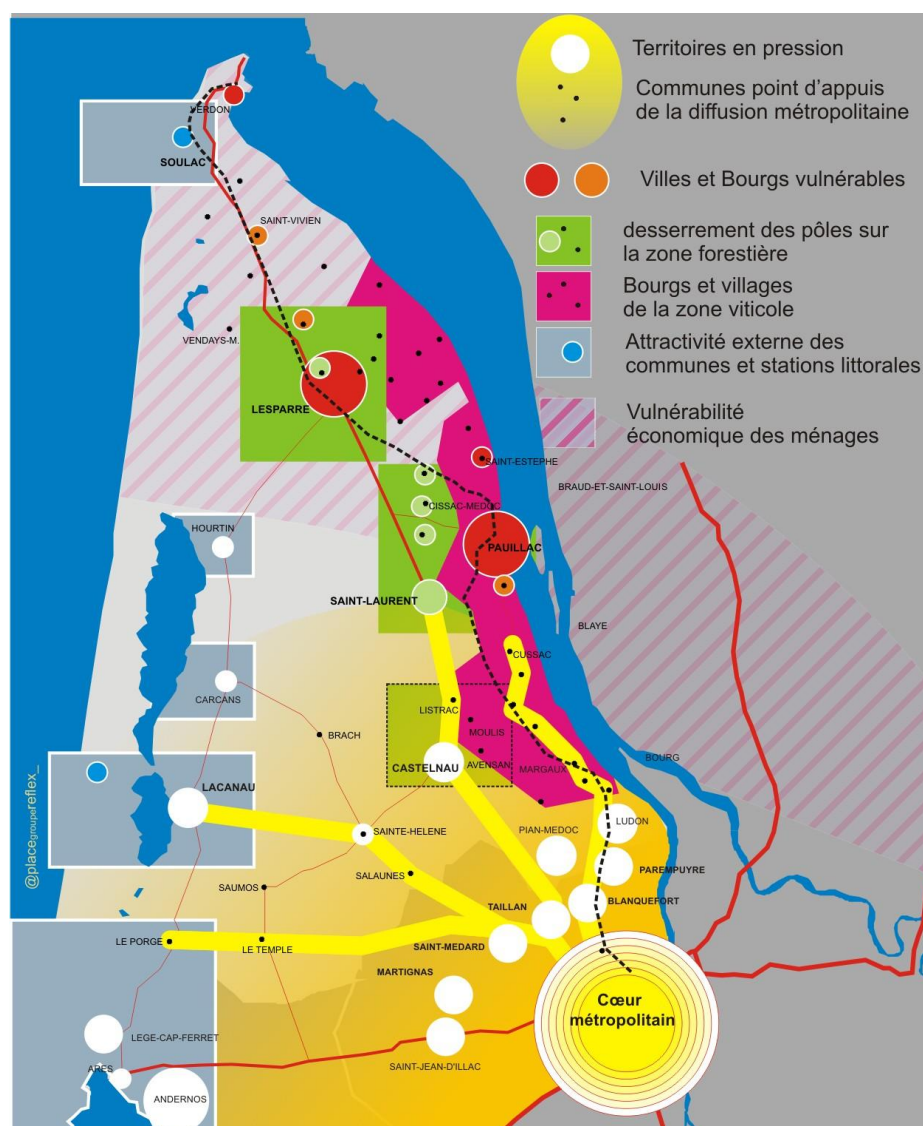 Territoires en pression
Communes point d'appuis
de la diffusion métropolitaine
Villes et Bourgs vulnérables
desserrement des pôles sur
la zone forestière
Bourgs et villages
de la zone viticole
Attractivité externe des
communes et stations littorales
Vulnérabilité
économique des ménages
VERDON
SOULAC
SAINT-VIVIEN
VENDAYS-M.
LESPARRE
SAINT-ESTEPHE
BRAUD-ET-SAINT-LOUIS
CISSAC-MEDOC
HOURTIN
PAUILLAC
SAINT-LAURENT
BLAYE
CUSSAC
CARCANS
LISTRAC
BRACH
MOULIS
BOURG
CASTELNAU
AVENSAN
MARGAUX
LACANAU
SAINTE-HELENE
PIAN-MEDOC
LUDON
SALAUNES
PAREMPUYRE
SAUMOS
TAILLAN
BLANQUEFORT
LE PORGE
LE TEMPLE
SAINT-MEDARD
MARTIGNAS
Cœur
métropolitain
LEGE-CAP-FERRET
SAINT-JEAN-D'ILLAC
ARES
ANDERNOS
@placegroupereflex_